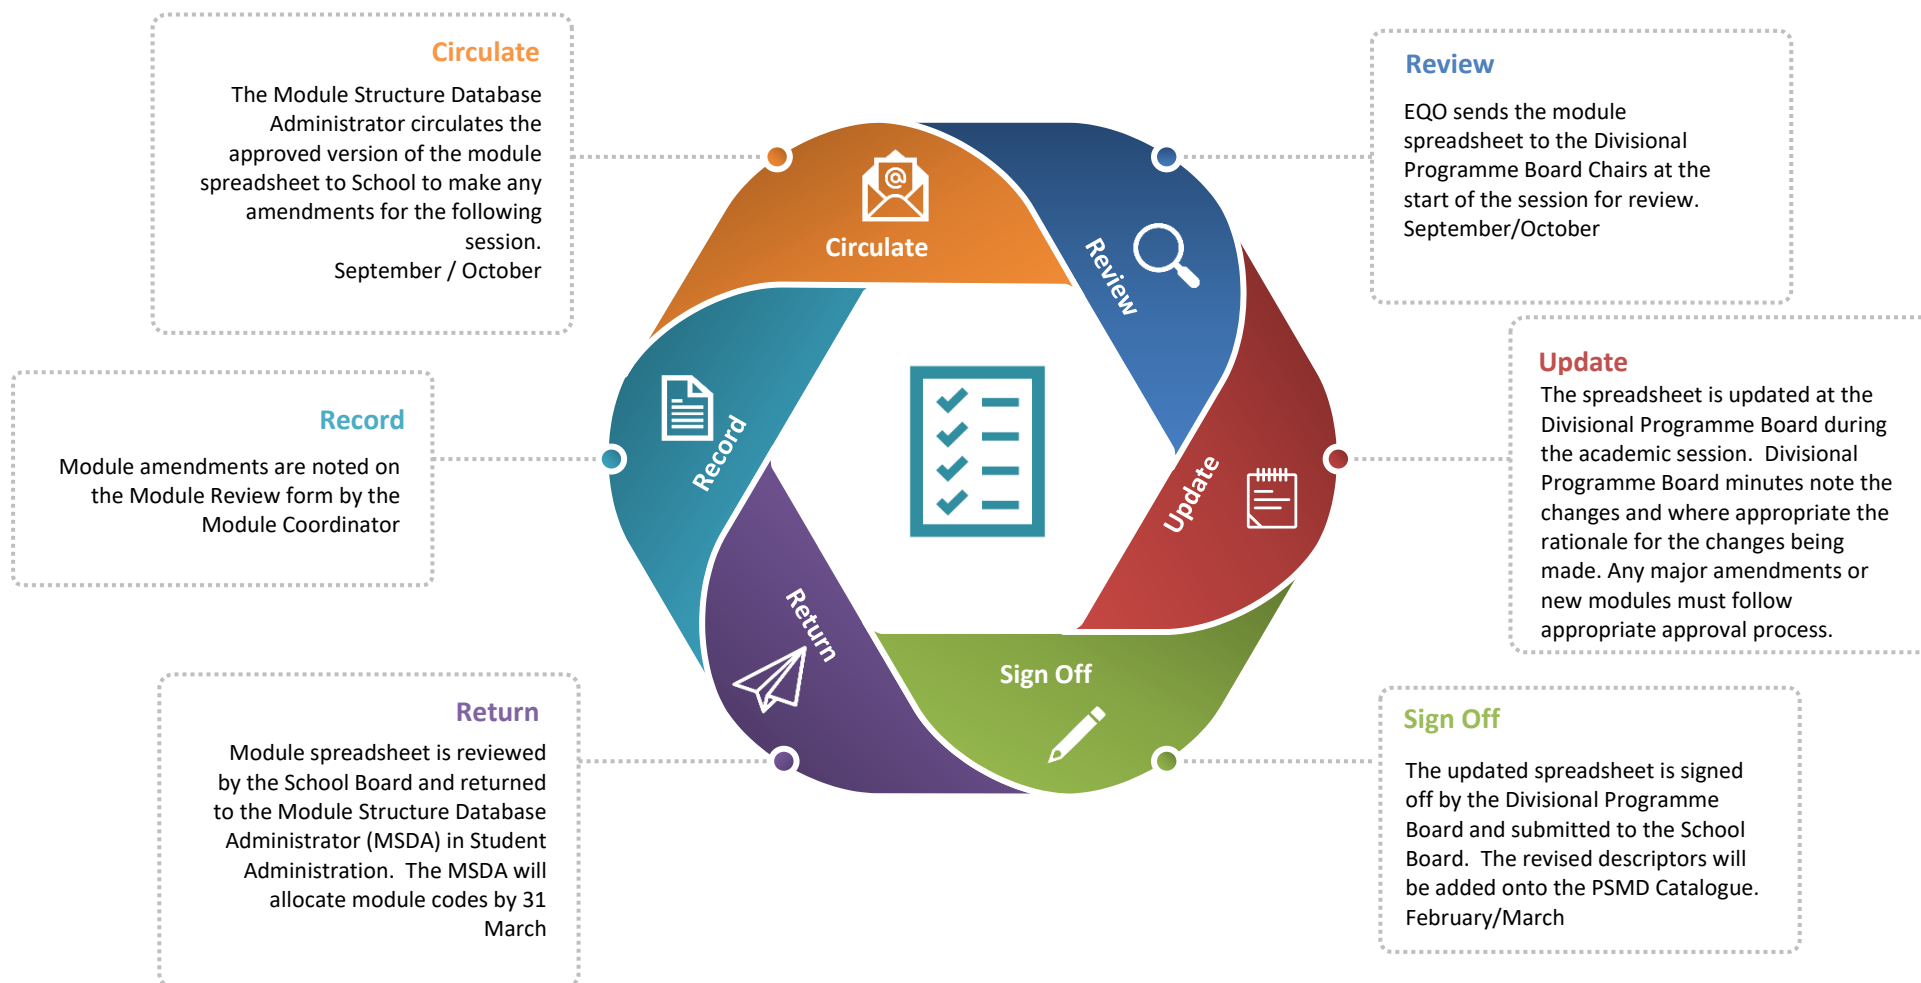 Circulate
The Module Structure Database
Administrator circulates the
approved version of the module
spreadsheet to School to make any
amendments for the following
session.
September / October
Review
EQO sends the module
spreadsheet to the Divisional
Programme Board Chairs at the
start of the session for review.
September/October
Update
The spreadsheet is updated at the
Divisional Programme Board during
the academic session.  Divisional
Programme Board minutes note the
changes and where appropriate the
rationale for the changes being
made. Any major amendments or
new modules must follow
appropriate approval process.
Sign Off
The updated spreadsheet is signed
off by the Divisional Programme
Board and submitted to the School
Board.  The revised descriptors will
be added onto the PSMD Catalogue.
February/March
Return
Module spreadsheet is reviewed
by the School Board and returned
to the Module Structure Database
Administrator (MSDA) in Student
Administration.  The MSDA will
allocate module codes by 31
March
Record
Module amendments are noted on
the Module Review form by the
Module Coordinator
Circulate
@
Review
Update
Sign Off
Return
Record